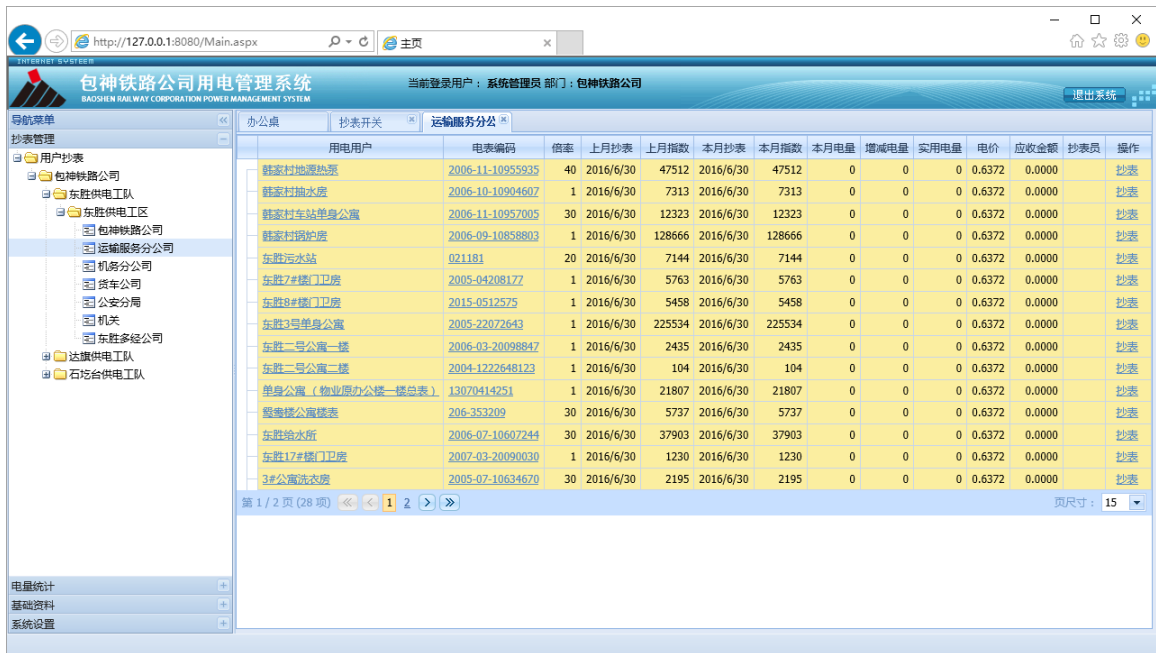 http://127.0.0.1:8080/Main.aspx 主页
INTERNET SYSTEEM
包神铁路公司用电管理系统
BAOSHEN RAILWAY CORPORATION POWER MANAGEMENT SYSTEM
当前登录用户： 系统管理员 部门：包神铁路公司
退出系统
导航菜单
抄表管理
用户抄表
包神铁路公司
东胜供电工队
东胜供电工区
包神铁路公司
运输服务分公司
机务分公司
货车公司
公安分局
机关
东胜多经公司
达旗供电工队
石圪台供电工队
电量统计
基础资料
系统设置
办公桌 抄表开关 运输服务分公
用电用户 电表编码 倍率 上月抄表 上月指数 本月抄表 本月指数 本月电量 增减电量 实用电量 电价 应收金额 抄表员 操作
韩家村地源热泵 2006-11-10955935 40 2016/6/30 47512 2016/6/30 47512 0 0 0 0.6372 0.0000 抄表
韩家村抽水房 2006-10-10904607 1 2016/6/30 7313 2016/6/30 7313 0 0 0 0.6372 0.0000 抄表
韩家村车站单身公寓 2006-11-10957005 30 2016/6/30 12323 2016/6/30 12323 0 0 0 0.6372 0.0000 抄表
韩家村锅炉房 2006-09-10858803 1 2016/6/30 128666 2016/6/30 128666 0 0 0 0.6372 0.0000 抄表
东胜污水站 021181 20 2016/6/30 7144 2016/6/30 7144 0 0 0 0.6372 0.0000 抄表
东胜7#楼门卫房 2005-04208177 1 2016/6/30 5763 2016/6/30 5763 0 0 0 0.6372 0.0000 抄表
东胜8#楼门卫房 2015-0512575 1 2016/6/30 5458 2016/6/30 5458 0 0 0 0.6372 0.0000 抄表
东胜3号单身公寓 2005-22072643 1 2016/6/30 225534 2016/6/30 225534 0 0 0 0.6372 0.0000 抄表
东胜二号公寓一楼 2006-03-20098847 1 2016/6/30 2435 2016/6/30 2435 0 0 0 0.6372 0.0000 抄表
东胜二号公寓二楼 2004-1222648123 1 2016/6/30 104 2016/6/30 104 0 0 0 0.6372 0.0000 抄表
单身公寓（物业原办公楼一楼总表） 13070414251 1 2016/6/30 21807 2016/6/30 21807 0 0 0 0.6372 0.0000 抄表
鸳鸯楼公寓楼表 206-353209 30 2016/6/30 5737 2016/6/30 5737 0 0 0 0.6372 0.0000 抄表
东胜给水所 2006-07-10607244 30 2016/6/30 37903 2016/6/30 37903 0 0 0 0.6372 0.0000 抄表
东胜17#楼门卫房 2007-03-20090030 1 2016/6/30 1230 2016/6/30 1230 0 0 0 0.6372 0.0000 抄表
3#公寓洗衣房 2005-07-10634670 30 2016/6/30 2195 2016/6/30 2195 0 0 0 0.6372 0.0000 抄表
第 1 / 2 页 (28 项) 1 2 页尺寸： 15